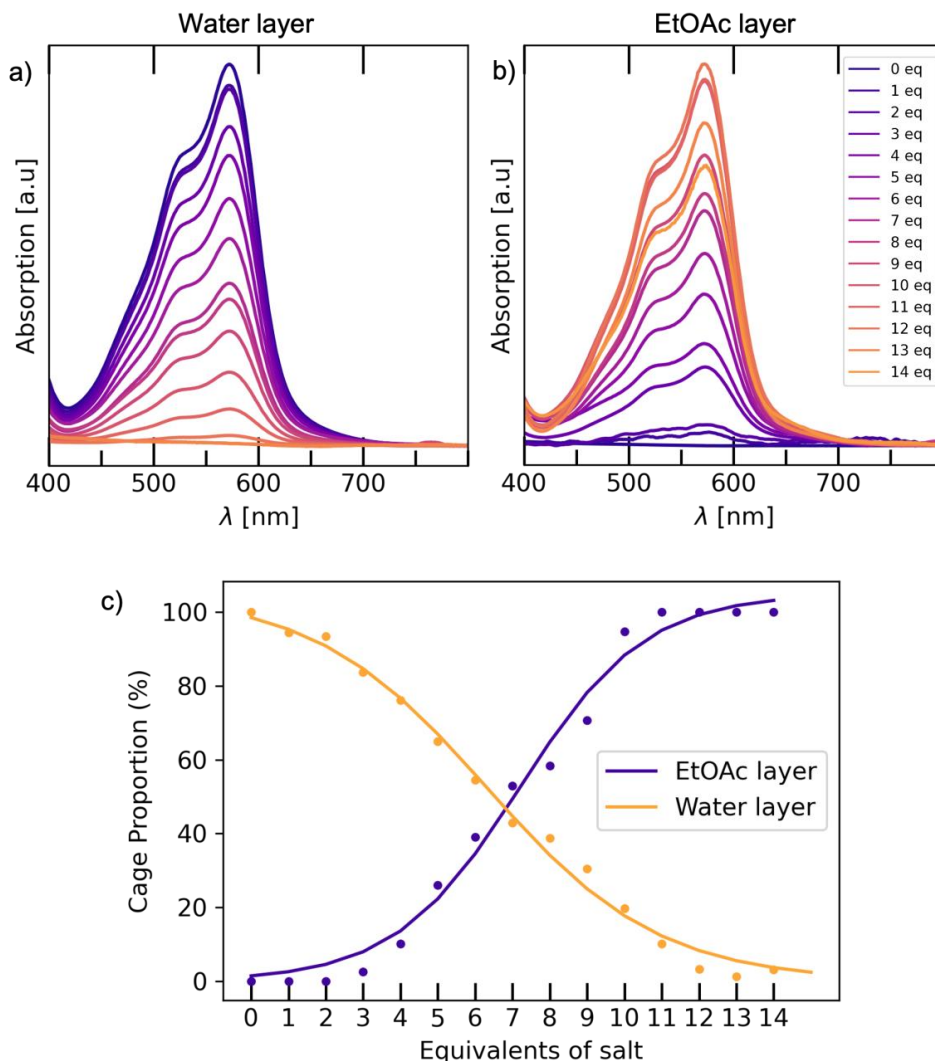 Water layer
EtOAc layer
a)
b)
Absorption [a.u]
Absorption [a.u]
0 eq
1 eq
2 eq
3 eq
4 eq
5 eq
6 eq
7 eq
8 eq
9 eq
10 eq
11 eq
12 eq
13 eq
14 eq
400 500 600 700
λ [nm]
400 500 600 700
λ [nm]
c)
Cage Proportion (%)
100
80
60
40
20
0
EtOAc layer
Water layer
0 1 2 3 4 5 6 7 8 9 10 11 12 13 14
Equivalents of salt